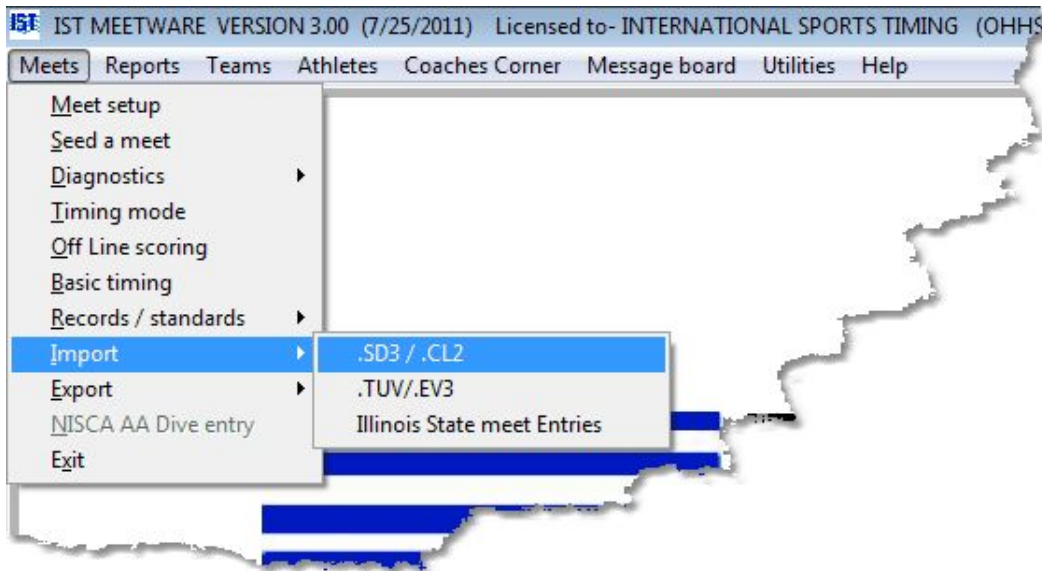 IST IST MEETWARE VERSION 3.00 (7/25/2011) Licensed to- INTERNATIONAL SPORTS TIMING (OHHS
Meets Reports Teams Athletes Coaches Corner Message board Utilities Help
Meet setup
Seed a meet
Diagnostics
Timing mode
Off Line scoring
Basic timing
Records / standards
Import
.SD3 / .CL2
Export
.TUV/.EV3
NISCA AA Dive entry
Illinois State meet Entries
Exit